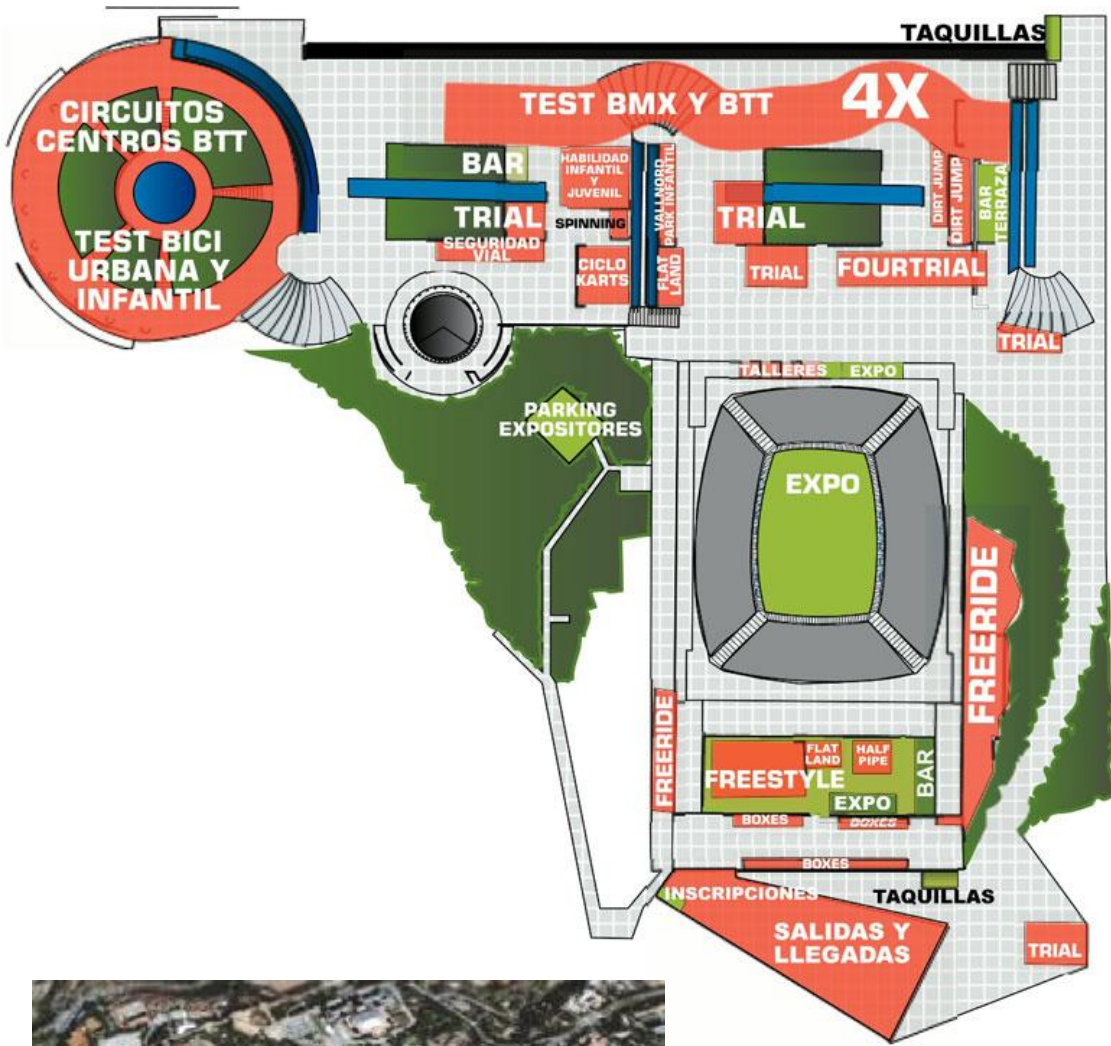 TAQUILLAS
CIRCUITOS
CENTROS BTT
TEST BMX Y BTT
4X
BAR
HABILIDAD
INFANTIL
Y
JUVENIL
VALLNORD
PARK INFANTIL
TRIAL
DIRT JUMP
DIRT JUMP
BAR
TERRAZA
TRIAL
SPINNING
SEGURIDAD
VIAL
TEST BICI
URBANA Y
INFANTIL
CICLO
KARTS
FLAT
LAND
TRIAL
FOURTRIAL
TRIAL
TALLERES
EXPO
PARKING
EXPOSITORES
EXPO
FREERIDE
FREERIDE
FLAT
LAND
HALF
PIPE
FREESTYLE
BAR
EXPO
BOXES
BOXES
BOXES
INSCRIPCIONES
TAQUILLAS
SALIDAS Y
LLEGADAS
TRIAL